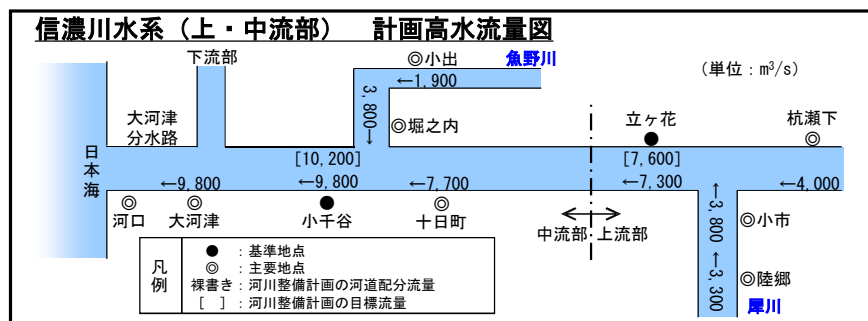 信濃川水系（上・中流部） 計画高水流量図
下流部
◎小出
魚野川
（単位：m³/s）
←1,900
3,800→
大河津
分水路
◎堀之内
立ヶ花
杭瀬下
日本海
[10,200]
[7,600]
←9,800
←9,800
←7,700
←7,300
←4,000
河口
大河津
小千谷
十日町
中流部
上流部
←3,800
←3,300
◎小市
◎陸郷
犀川
凡例
●：基準地点
◎：主要地点
裸書き：河川整備計画の河道配分流量
[ ]：河川整備計画の目標流量